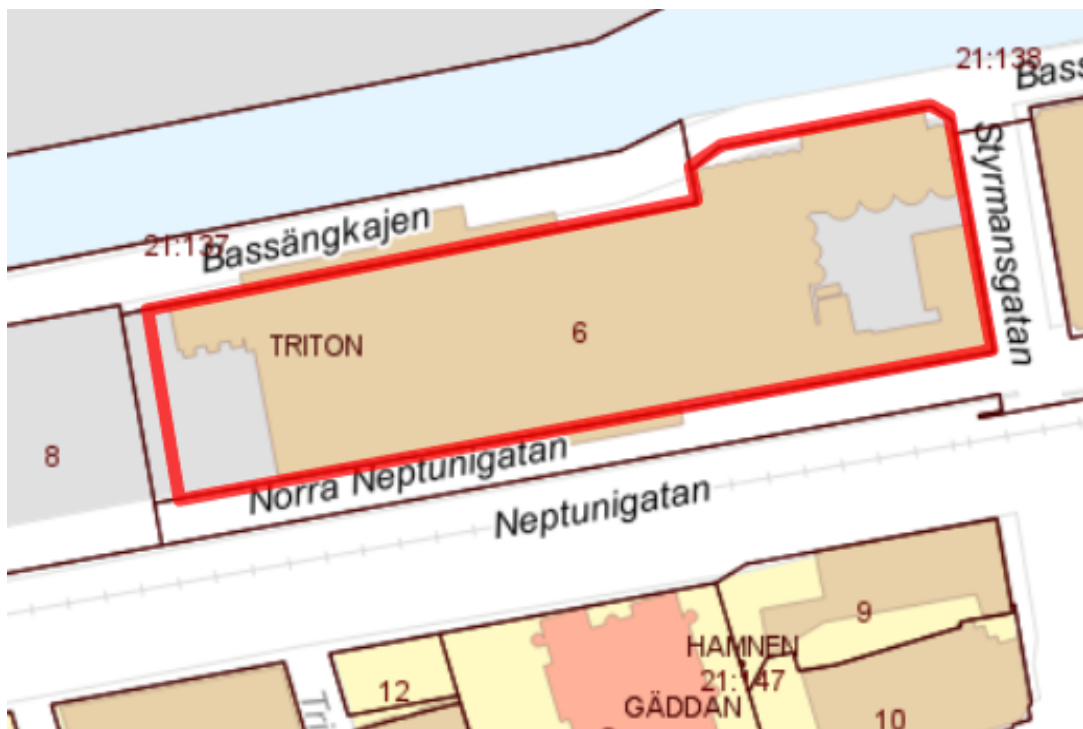 21:138
Bass
Styrmansgatan
Bassängkajen
21:137
TRITON
6
8
Norra Neptunigatan
Neptunigatan
9
HAMNEN
21:147
12
GÄDDAN
10
Tri